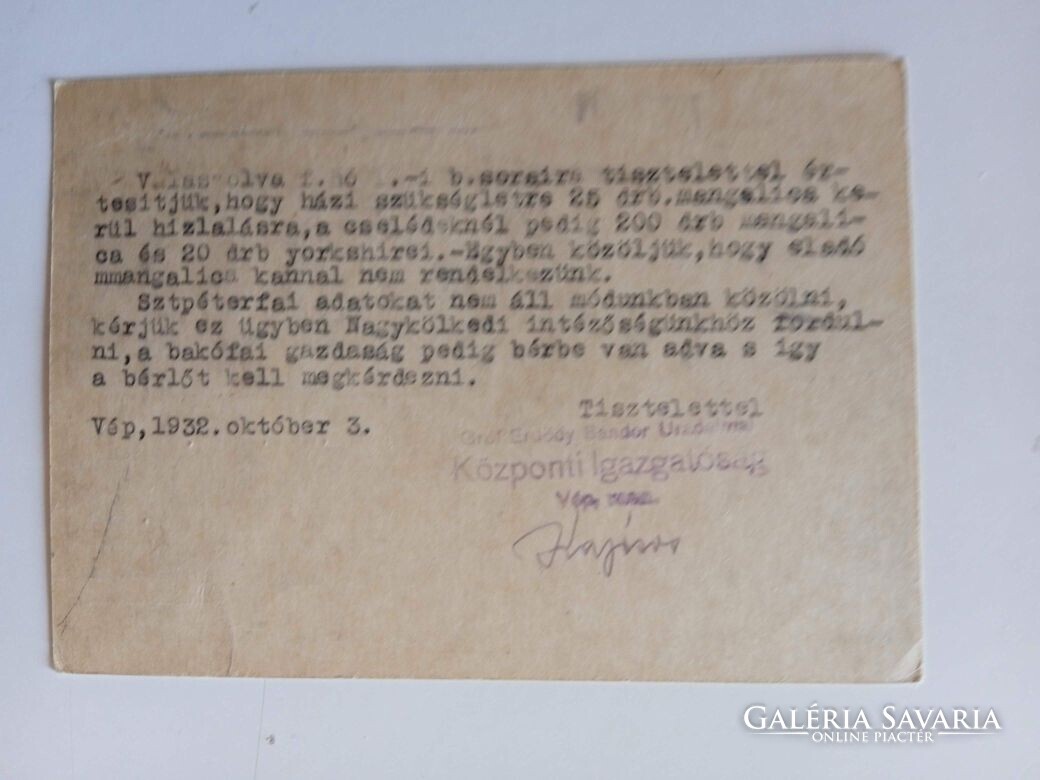 Válaszolva f.hó 1.-i b.soraira tisztelettel ér-
tesitjük,hogy házi szükségletre 25 drb.mangalica ke-
rül hizlalásra,a cselédeknél pedig 200 drb mangali-
ca és 20 drb yorkshirei.-Egyben közöljük,hogy eladó
mmangalica kannal nem rendelkezünk.
Sztpéterfai adatokat nem áll módunkban közölni,
kérjük ez ügyben Nagykölkedi intézőségünkhöz fordul-
ni,a bakófai gazdaság pedig bérbe van adva s igy
a bérlőt kell megkérdezni.
Tisztelettel
Vép,1932.október 3.
Gróf Erdődy Sándor Uradalmai
Központi Igazgatóság
Vép,
GALÉRIA SAVARIA
ONLINE PIACTÉR